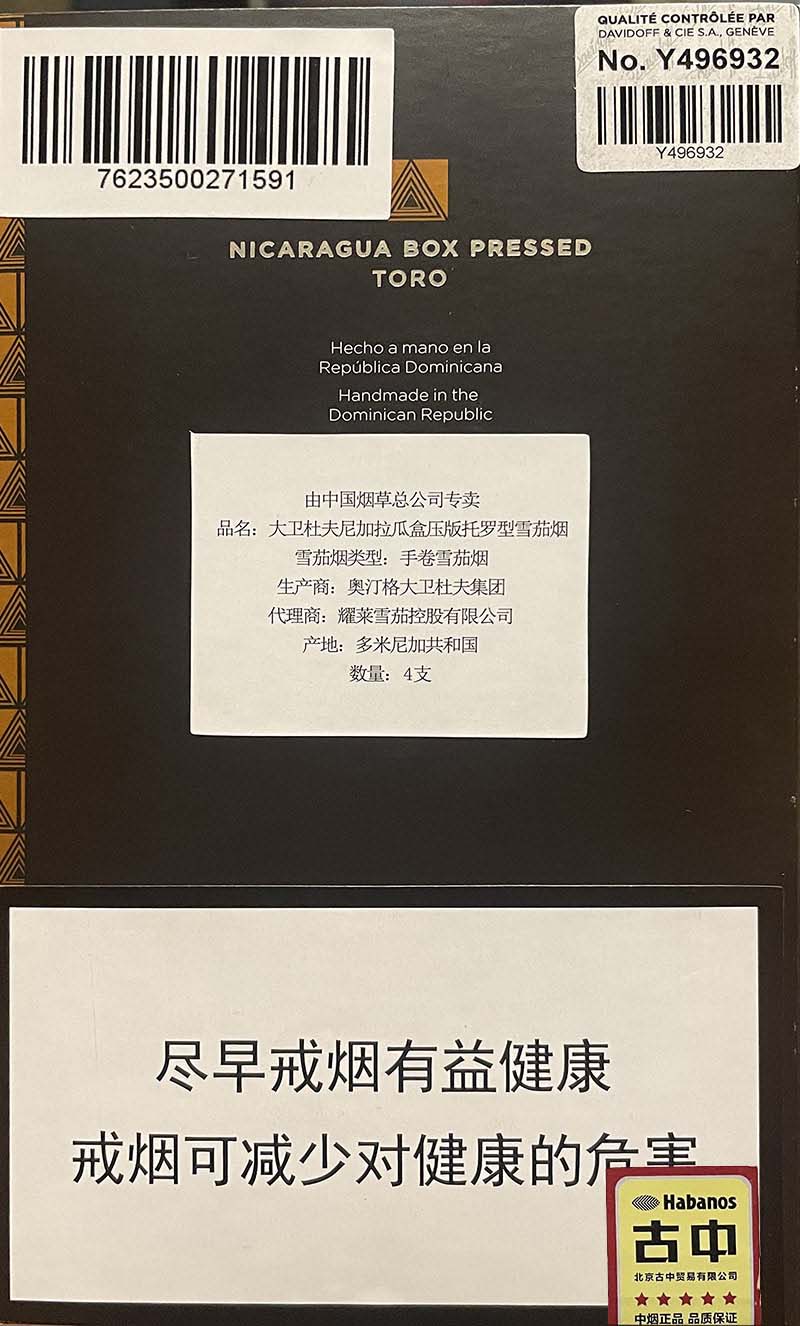 7623500271591
QUALITÉ CONTRÔLÉE PAR
DAVIDOFF & CIE S.A., GENÈVE
No. Y496932
Y496932
NICARAGUA BOX PRESSED
TORO
Hecho a mano en la
República Dominicana
Handmade in the
Dominican Republic
由中国烟草总公司专卖
品名：大卫杜夫尼加拉瓜盒压版托罗型雪茄烟
雪茄烟类型：手卷雪茄烟
生产商：奥汀格大卫杜夫集团
代理商：耀莱雪茄控股有限公司
产地：多米尼加共和国
数量：4支
尽早戒烟有益健康
戒烟可减少对健康的危害
Habanos
古中
北京古中贸易有限公司
中烟正品 品质保证